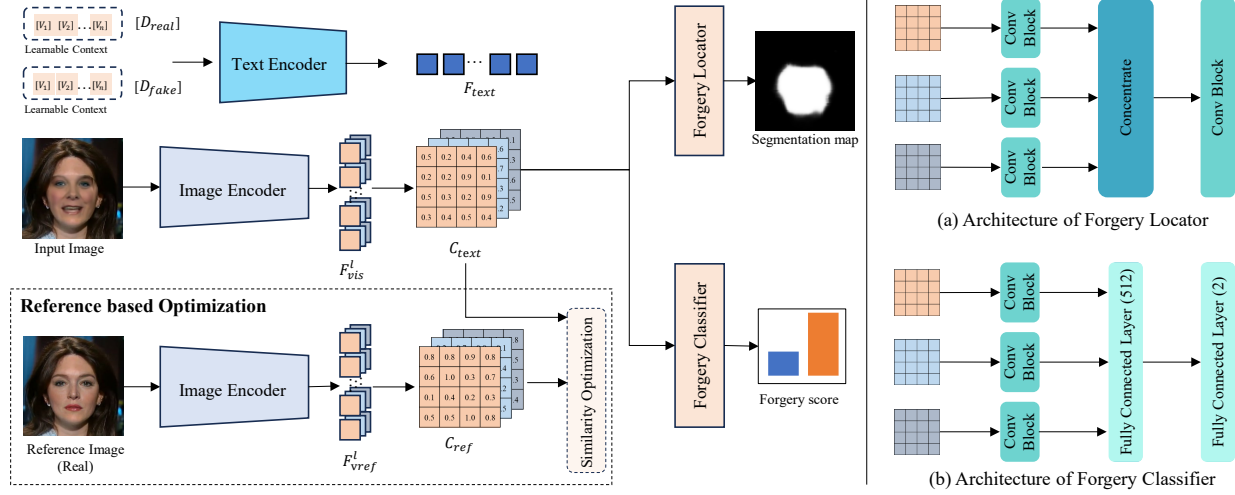 [V₁] [V₂] ...[Vₙ] [D_real]
Learnable Context
[V₁] [V₂] ...[Vₙ] [D_fake]
Learnable Context
Text Encoder
...
F_text
Input Image
Image Encoder
...
F^l_vis
0.5 0.2 0.4 0.6
0.2 0.2 0.9 0.1
0.5 0.3 0.2 0.9
0.3 0.4 0.5 0.4
C_text
Forgery Locator
Segmentation map
Forgery Classifier
Forgery score
Reference based Optimization
Reference Image
(Real)
Image Encoder
...
F^l_vref
0.8 0.8 0.9 0.8
0.6 1.0 0.3 0.7
0.1 0.4 0.2 0.3
0.5 0.5 1.0 0.8
C_ref
Similarity Optimization
Conv Block
Conv Block
Conv Block
Concentrate
Conv Block
(a) Architecture of Forgery Locator
Conv Block
Conv Block
Conv Block
Fully Connected Layer (512)
Fully Connected Layer (2)
(b) Architecture of Forgery Classifier